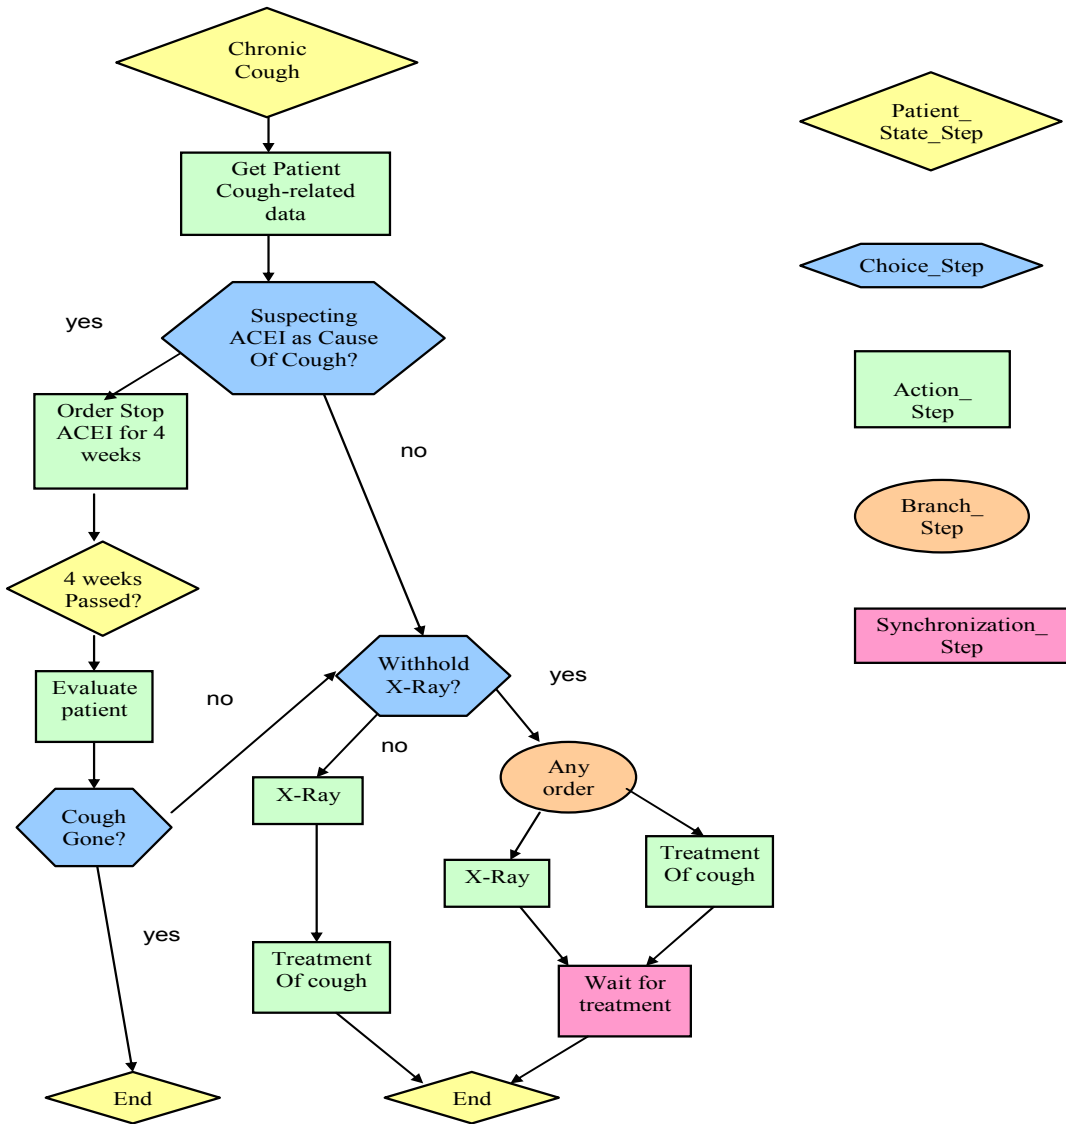 Chronic
Cough
Get Patient
Cough-related
data
Suspecting
ACEI as Cause
Of Cough?
yes
no
Order Stop
ACEI for 4
weeks
4 weeks
Passed?
Evaluate
patient
Cough
Gone?
no
yes
End
Withhold
X-Ray?
no
yes
X-Ray
Treatment
Of cough
Any
order
X-Ray
Treatment
Of cough
Wait for
treatment
End
Patient_
State_Step
Choice_Step
Action_
Step
Branch_
Step
Synchronization_
Step